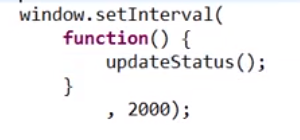 window.setInterval(
function() {
updateStatus();
}
, 2000);